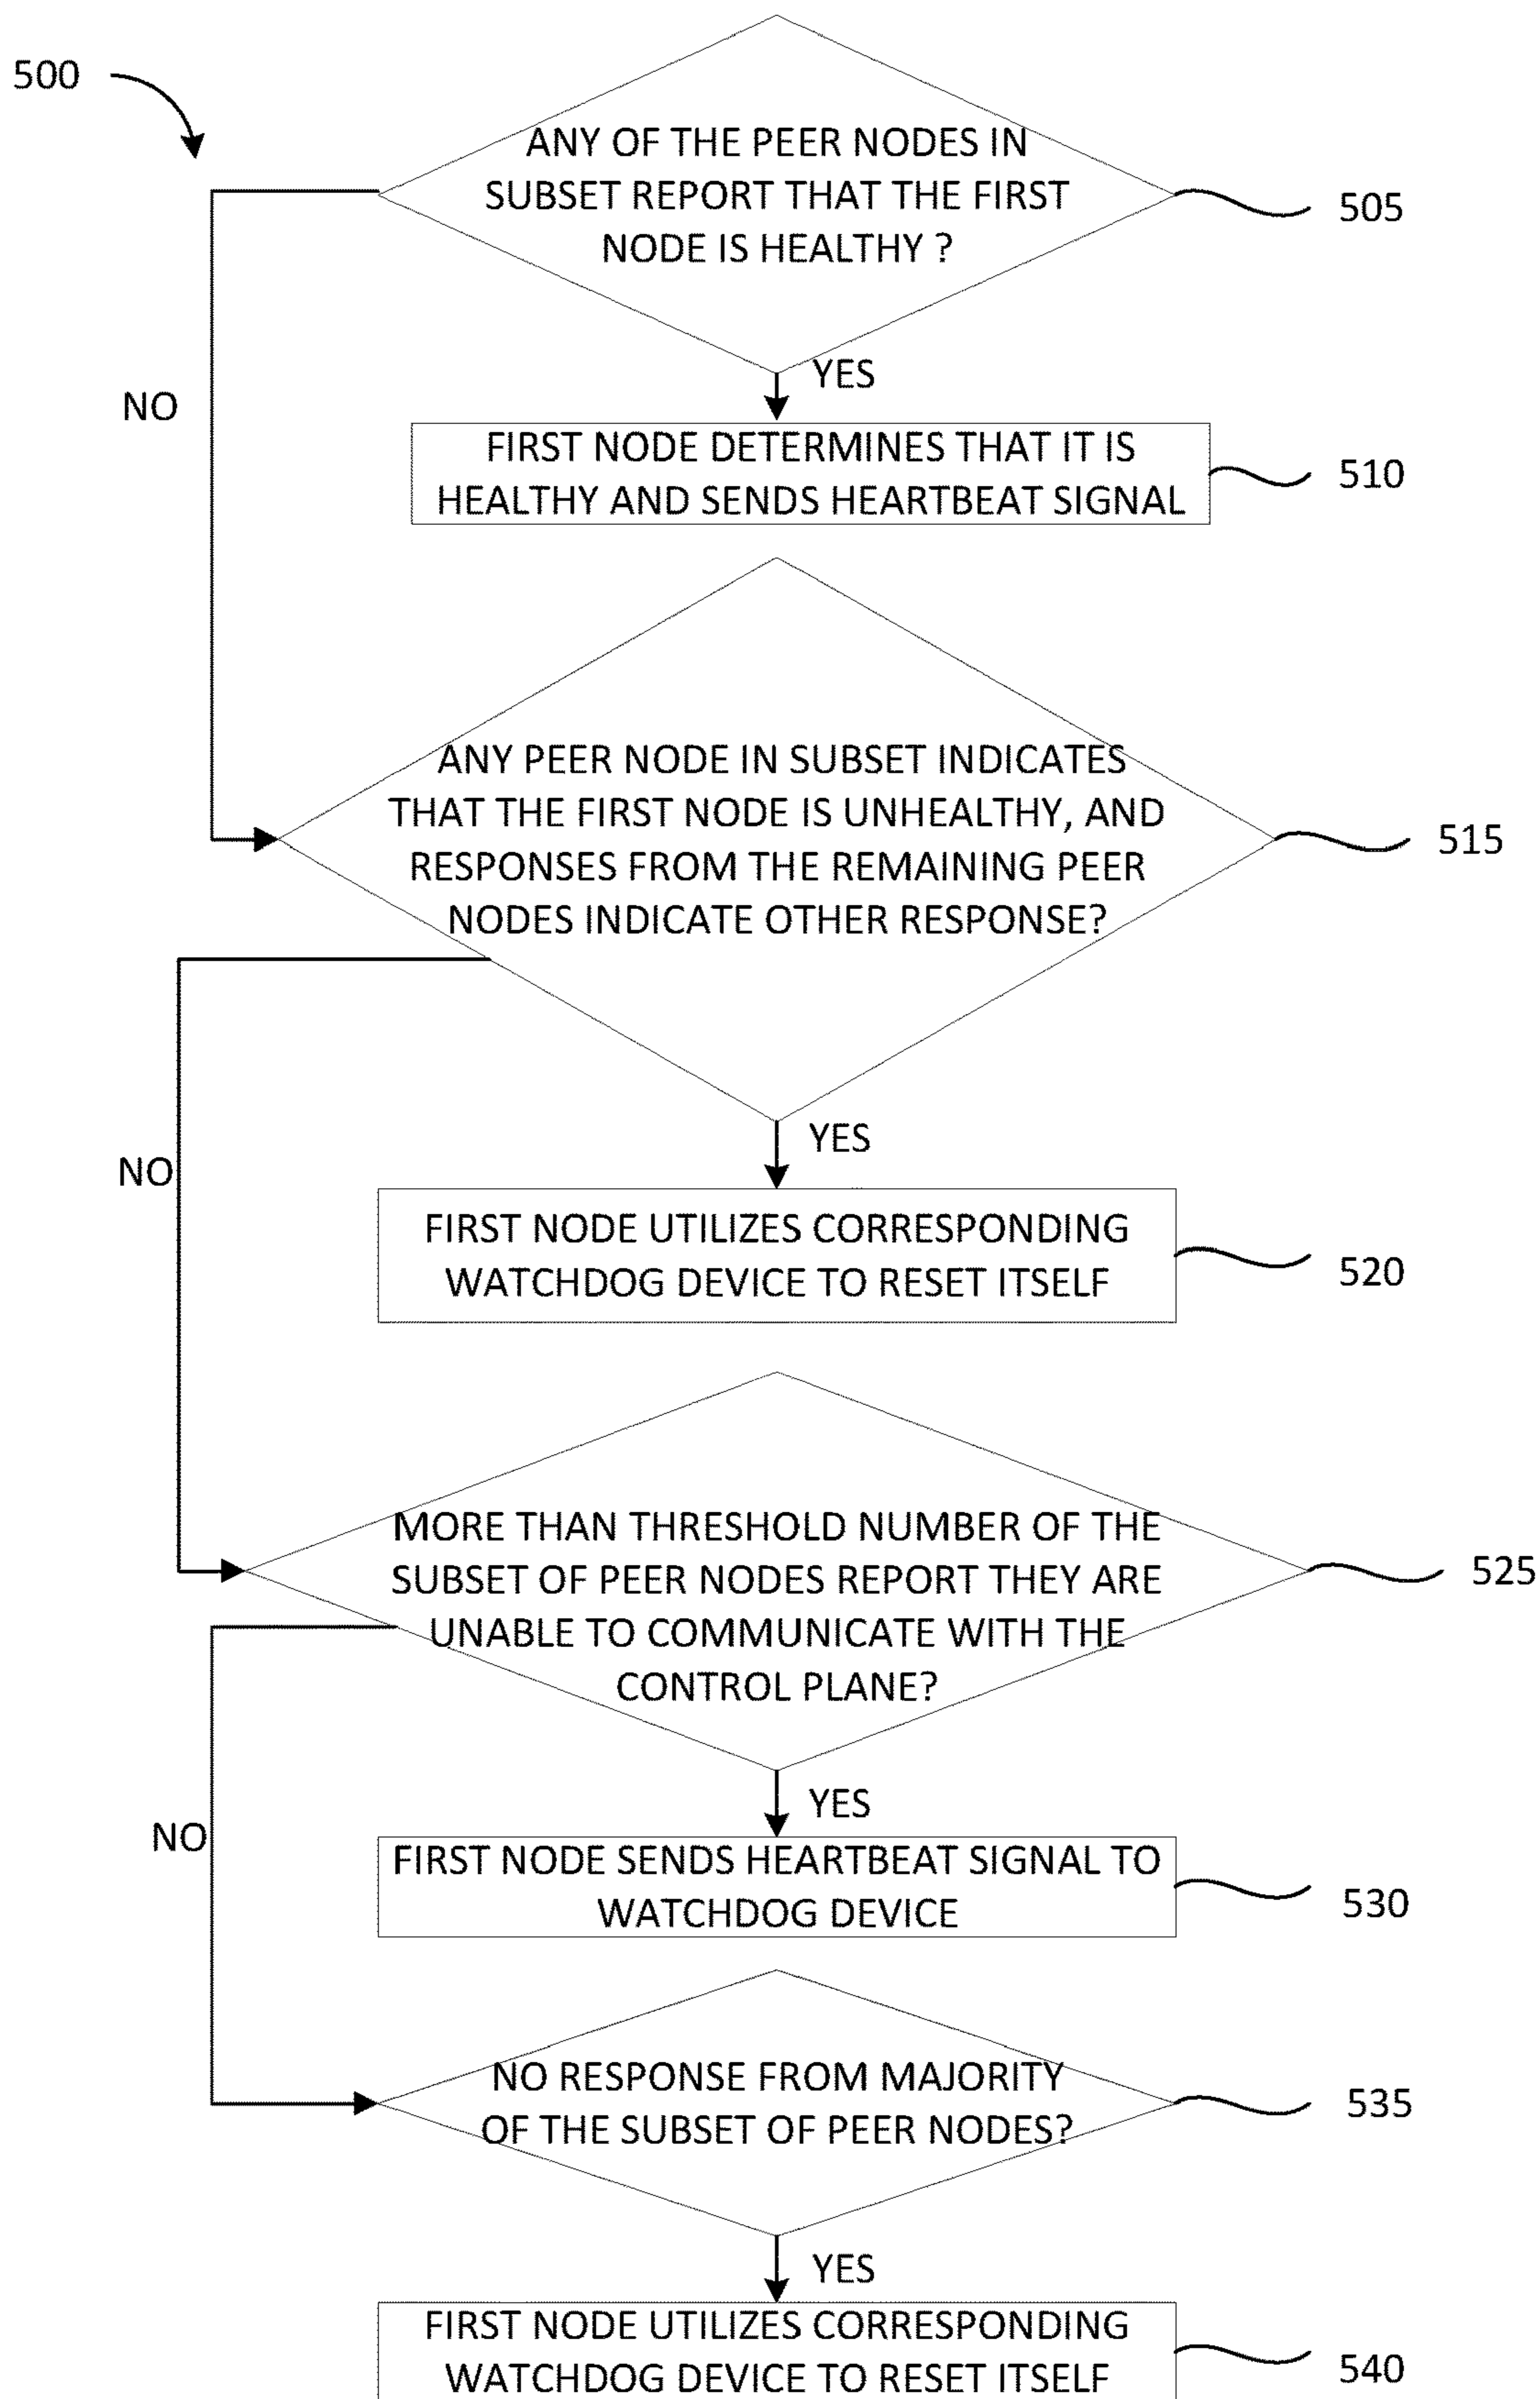 500
ANY OF THE PEER NODES IN
SUBSET REPORT THAT THE FIRST
NODE IS HEALTHY ?
505
YES
NO
FIRST NODE DETERMINES THAT IT IS
HEALTHY AND SENDS HEARTBEAT SIGNAL
510
ANY PEER NODE IN SUBSET INDICATES
THAT THE FIRST NODE IS UNHEALTHY, AND
RESPONSES FROM THE REMAINING PEER
NODES INDICATE OTHER RESPONSE?
515
YES
NO
FIRST NODE UTILIZES CORRESPONDING
WATCHDOG DEVICE TO RESET ITSELF
520
MORE THAN THRESHOLD NUMBER OF THE
SUBSET OF PEER NODES REPORT THEY ARE
UNABLE TO COMMUNICATE WITH THE
CONTROL PLANE?
525
YES
NO
FIRST NODE SENDS HEARTBEAT SIGNAL TO
WATCHDOG DEVICE
530
NO RESPONSE FROM MAJORITY
OF THE SUBSET OF PEER NODES?
535
YES
FIRST NODE UTILIZES CORRESPONDING
WATCHDOG DEVICE TO RESET ITSELF
540